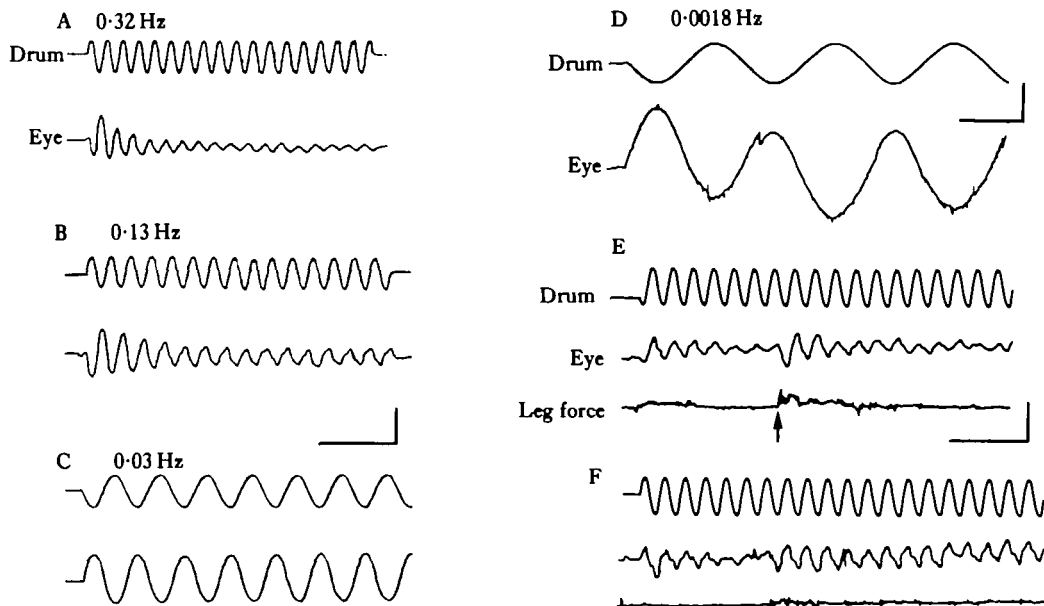 A 0·32 Hz
Drum
Eye
B 0·13 Hz
C 0·03 Hz
D 0·0018 Hz
Drum
Eye
E
Drum
Eye
Leg force
F